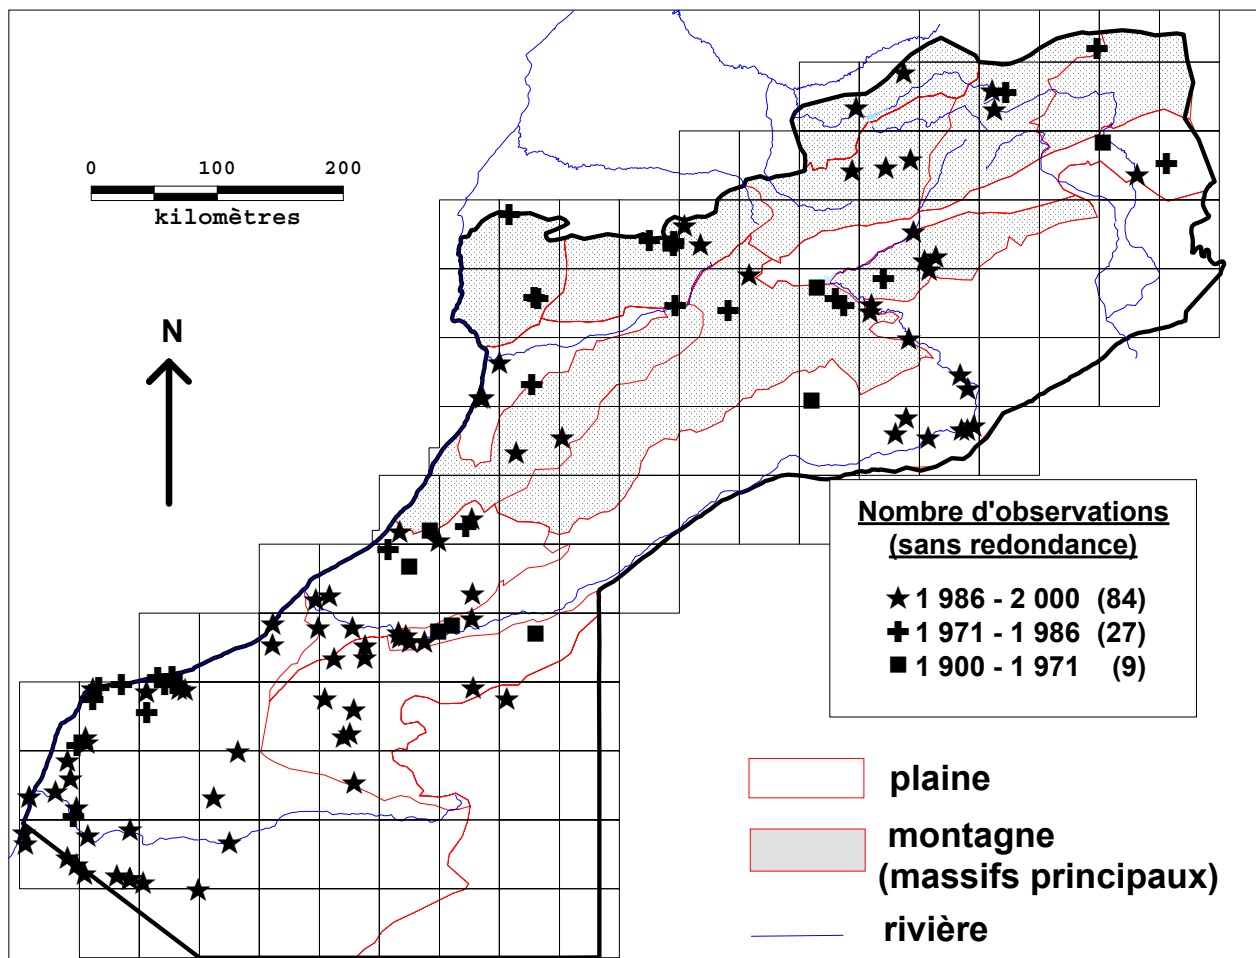 0 100 200
kilomètres
N
Nombre d'observations
(sans redondance)
1 986 - 2 000 (84)
1 971 - 1 986 (27)
1 900 - 1 971 (9)
plaine
montagne
(massifs principaux)
rivière